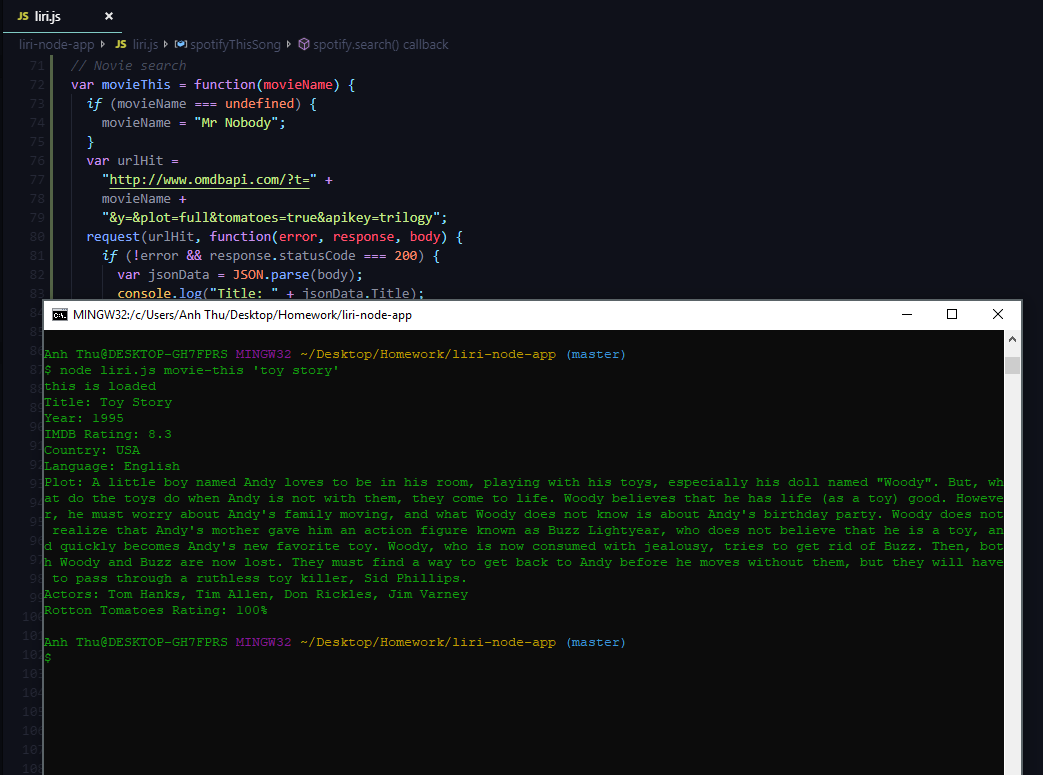 JS liri.js ×
liri-node-app JS liri.js spotifyThisSong spotify.search() callback
71 // Novie search
72 var movieThis = function(movieName) {
73 if (movieName === undefined) {
74 movieName = "Mr Nobody";
75 }
76 var urlHit =
77 "http://www.omdbapi.com/?t=" +
78 movieName +
79 "&y=&plot=full&tomatoes=true&apikey=trilogy";
80 request(urlHit, function(error, response, body) {
81 if (!error && response.statusCode === 200) {
82 var jsonData = JSON.parse(body);
83 console.log("Title: " + jsonData.Title);
MINGW32:/c/Users/Anh Thu/Desktop/Homework/liri-node-app
Anh Thu@DESKTOP-GH7FPRS MINGW32 ~/Desktop/Homework/liri-node-app (master)
$ node liri.js movie-this 'toy story'
this is loaded
Title: Toy Story
Year: 1995
IMDB Rating: 8.3
Country: USA
Language: English
Plot: A little boy named Andy loves to be in his room, playing with his toys, especially his doll named "Woody". But, wh
at do the toys do when Andy is not with them, they come to life. Woody believes that he has life (as a toy) good. Howeve
r, he must worry about Andy's family moving, and what Woody does not know is about Andy's birthday party. Woody does not
realize that Andy's mother gave him an action figure known as Buzz Lightyear, who does not believe that he is a toy, an
d quickly becomes Andy's new favorite toy. Woody, who is now consumed with jealousy, tries to get rid of Buzz. Then, bot
h Woody and Buzz are now lost. They must find a way to get back to Andy before he moves without them, but they will have
to pass through a ruthless toy killer, Sid Phillips.
Actors: Tom Hanks, Tim Allen, Don Rickles, Jim Varney
Rotton Tomatoes Rating: 100%
Anh Thu@DESKTOP-GH7FPRS MINGW32 ~/Desktop/Homework/liri-node-app (master)
$